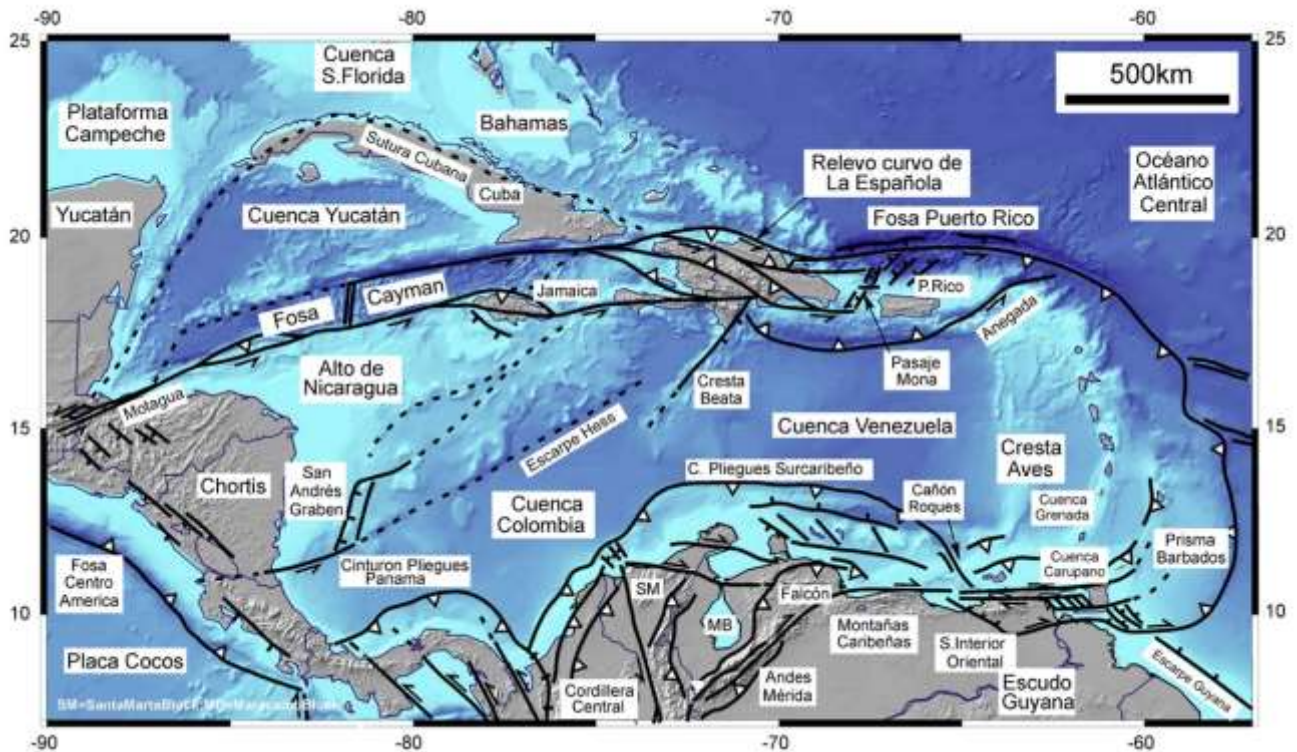 -90 -80 -70 -60
25 25
Cuenca
S.Florida
500km
Plataforma
Campeche
Bahamas
Sutura Cubana
Relevo curvo de
La Española
Océano
Atlántico
Central
Yucatán
Cuba
Cuenca Yucatán
Fosa Puerto Rico
20 20
Fosa Cayman
Jamaica
P.Rico
Anegada
Alto de
Nicaragua
Pasaje
Mona
Cresta
Beata
Motagua
15 15
Cuenca Venezuela
Escarpe Hess
Cresta
Aves
C. Pliegues Surcaribeño
San
Andrés
Graben
Chortis
Cuenca
Colombia
Cañón
Roques
Cuenca
Grenada
Prisma
Barbados
Fosa
Centro
America
Cinturon Pliegues
Panama
Cuenca
Carupano
SM
Falcón
10 10
MB
Montañas
Caribeñas
S.Interior
Oriental
Placa Cocos
Escarpe Guyana
Cordillera
Central
Andes
Mérida
Escudo
Guyana
-90 -80 -70 -60